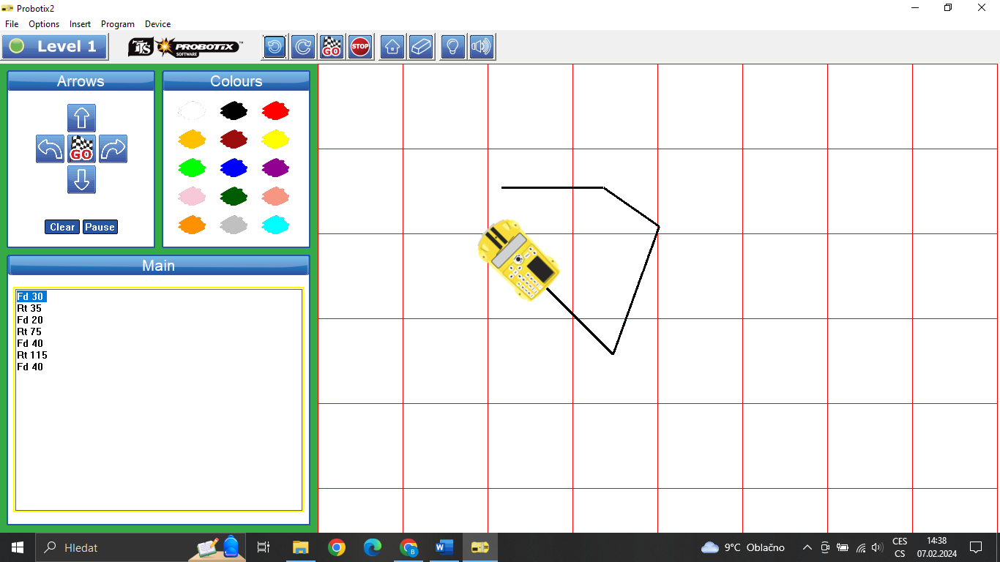 Probotix2
File Options Insert Program Device
Level 1
TTS PROBOTIX™ SOFTWARE
GO STOP
Arrows
Colours
GO
Clear Pause
Main
Fd 30
Rt 35
Fd 20
Rt 75
Fd 40
Rt 115
Fd 40
Hledat
B
W
9°C Oblačno
CES
CS
14:38
07.02.2024